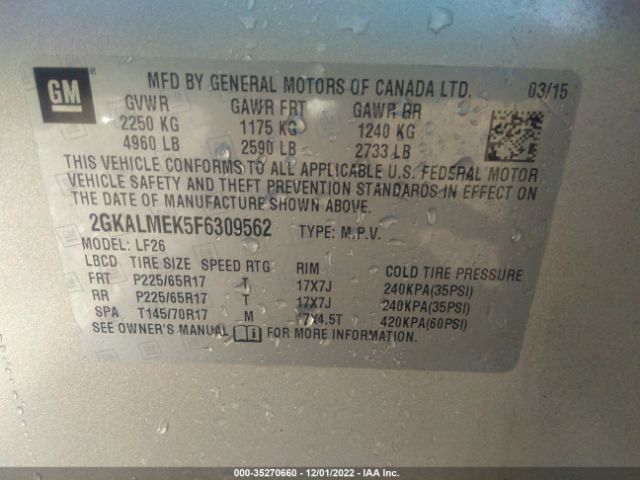 GM ®
MFD BY GENERAL MOTORS OF CANADA LTD. 03/15
GVWR GAWR FRT GAWR RR
2250 KG 1175 KG 1240 KG
4960 LB 2590 LB 2733 LB
THIS VEHICLE CONFORMS TO ALL APPLICABLE U.S. FEDERAL MOTOR
VEHICLE SAFETY AND THEFT PREVENTION STANDARDS IN EFFECT ON
THE DATE OF MANUFACTURE SHOWN ABOVE.
2GKALMEK5F6309562 TYPE: M.P.V.
MODEL: LF26
LBCD TIRE SIZE SPEED RTG RIM COLD TIRE PRESSURE
FRT P225/65R17 T 17X7J 240KPA(35PSI)
RR P225/65R17 T 17X7J 240KPA(35PSI)
SPA T145/70R17 M 17X4.5T 420KPA(60PSI)
SEE OWNER'S MANUAL FOR MORE INFORMATION.
000-35270660 - 12/01/2022 - IAA Inc.